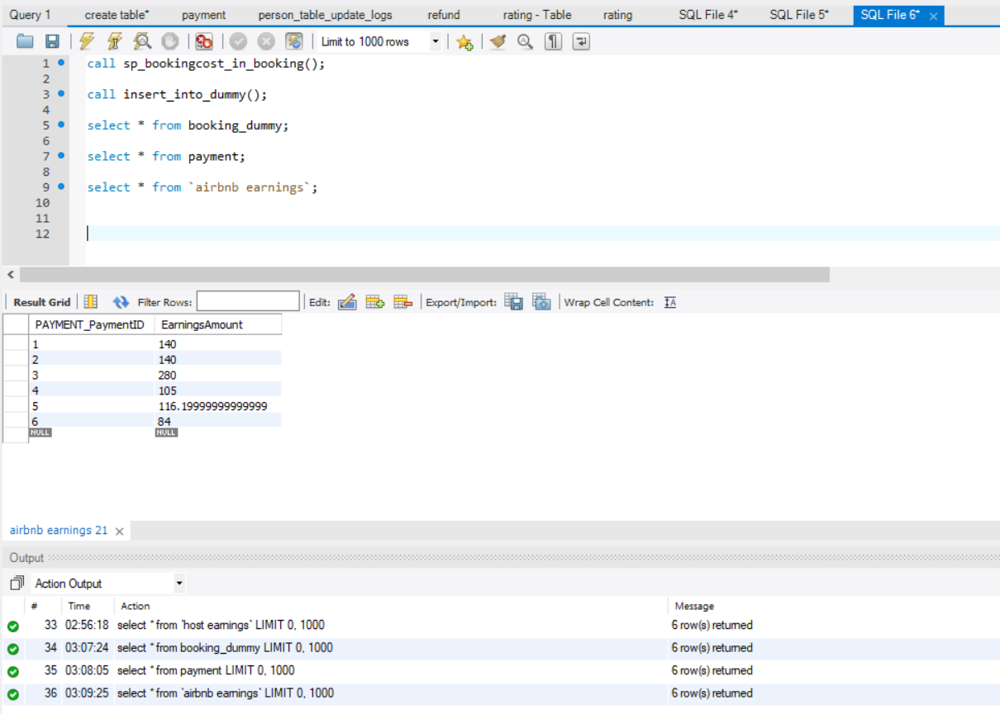 Query 1 create table* payment person_table_update_logs refund rating - Table rating SQL File 4* SQL File 5* SQL File 6*
Limit to 1000 rows
1 call sp_bookingcost_in_booking();
2
3 call insert_into_dummy();
4
5 select * from booking_dummy;
6
7 select * from payment;
8
9 select * from `airbnb earnings`;
10
11
12
Result Grid Filter Rows: Edit: Export/Import: Wrap Cell Content: IA
PAYMENT_PaymentID EarningsAmount
1 140
2 140
3 280
4 105
5 116.19999999999999
6 84
NULL NULL
airbnb earnings 21
Output
Action Output
# Time Action Message
33 02:56:18 select * from `host earnings` LIMIT 0, 1000 6 row(s) returned
34 03:07:24 select * from booking_dummy LIMIT 0, 1000 6 row(s) returned
35 03:08:05 select * from payment LIMIT 0, 1000 6 row(s) returned
36 03:09:25 select * from `airbnb earnings` LIMIT 0, 1000 6 row(s) returned